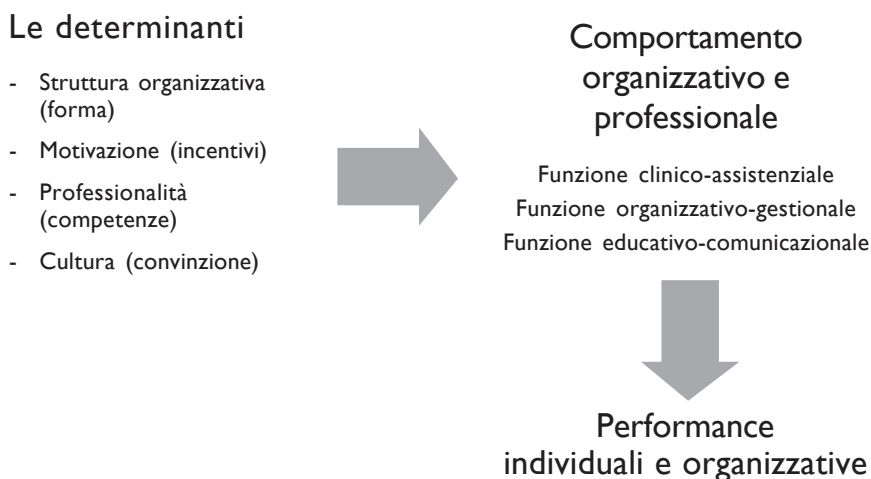 Le determinanti
- Struttura organizzativa
(forma)
- Motivazione (incentivi)
- Professionalità
(competenze)
- Cultura (convinzione)
Comportamento
organizzativo e
professionale
Funzione clinico-assistenziale
Funzione organizzativo-gestionale
Funzione educativo-comunicazionale
Performance
individuali e organizzative